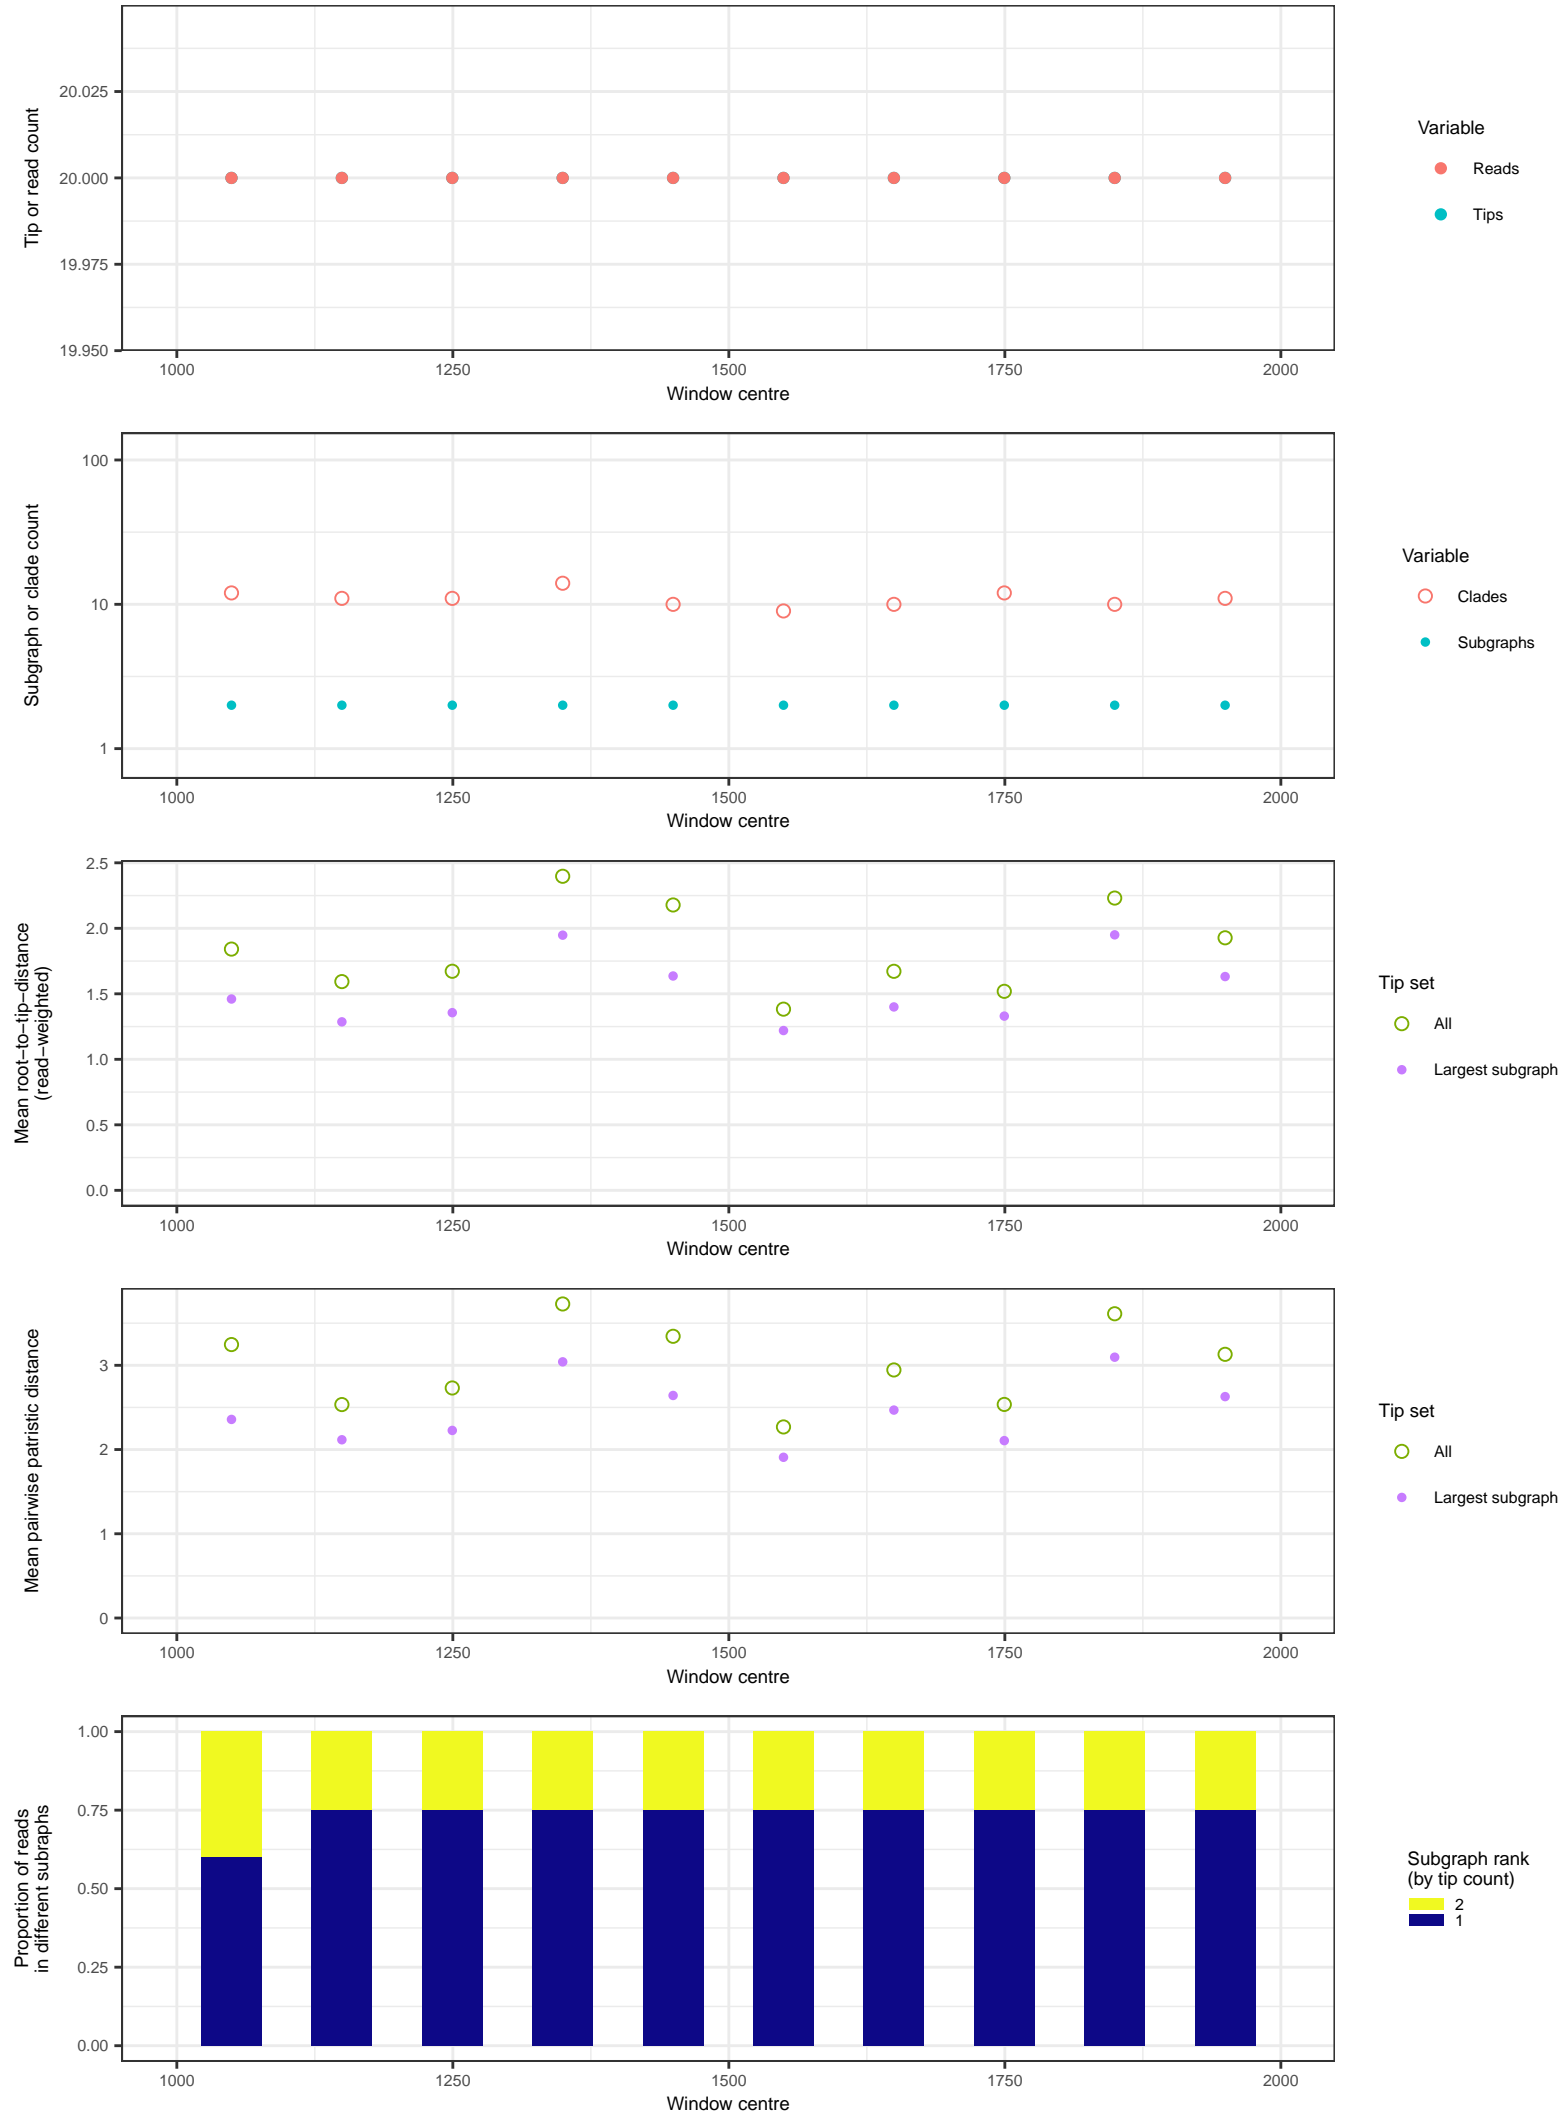 Tip or read count
20.025
20.000
19.975
19.950
1000 1250 1500 1750 2000
Window centre
Variable
Reads
Tips
Subgraph or clade count
100
10
1
1000 1250 1500 1750 2000
Window centre
Variable
Clades
Subgraphs
Mean root−to−tip−distance
(read−weighted)
2.5
2.0
1.5
1.0
0.5
0.0
1000 1250 1500 1750 2000
Window centre
Tip set
All
Largest subgraph
Mean pairwise patristic distance
3
2
1
0
1000 1250 1500 1750 2000
Window centre
Tip set
All
Largest subgraph
Proportion of reads
in different subraphs
1.00
0.75
0.50
0.25
0.00
1000 1250 1500 1750 2000
Window centre
Subgraph rank
(by tip count)
2
1